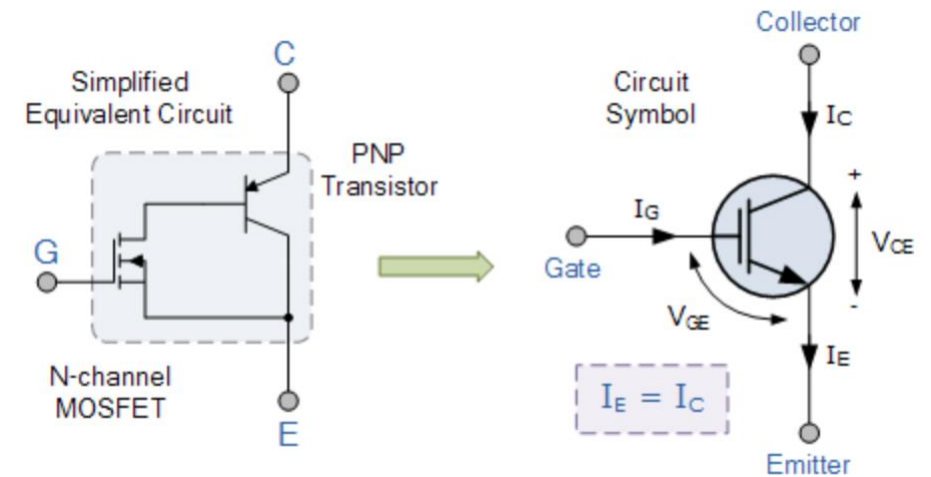 Simplified
Equivalent Circuit
C
PNP
Transistor
G
N-channel
MOSFET
E
Circuit
Symbol
Collector
IC
+
IG
Gate
VCE
-
VGE
IE
IE = IC
Emitter